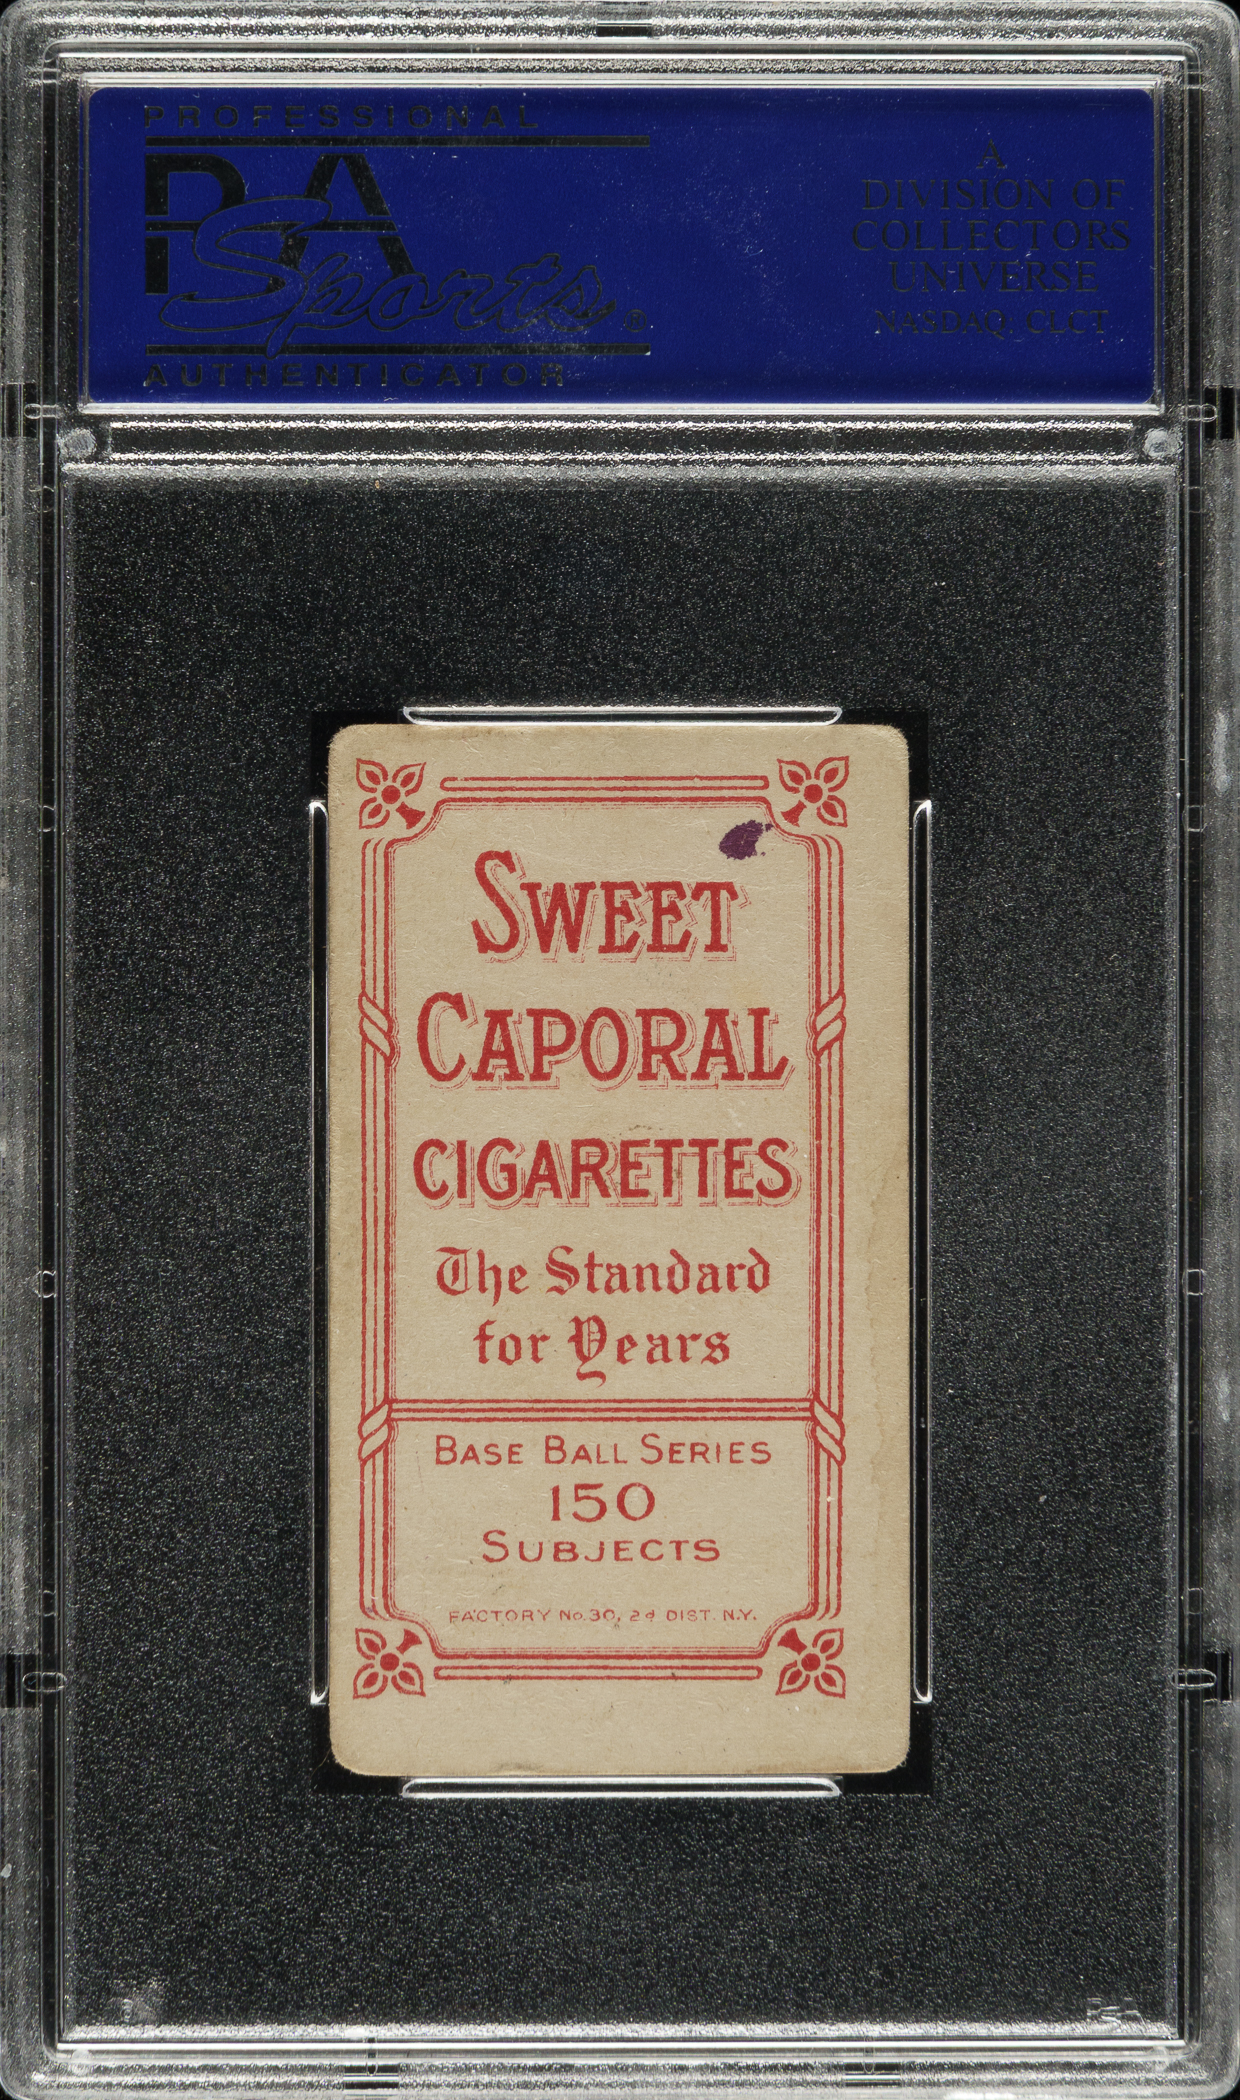 PROFESSIONAL
PSA
Sports®
AUTHENTICATOR
A
DIVISION OF
COLLECTORS
UNIVERSE
NASDAQ: CLCT
SWEET
CAPORAL
CIGARETTES
The Standard
for Years
BASE BALL SERIES
150
SUBJECTS
FACTORY No. 30, 2d DIST. N.Y.
PSA